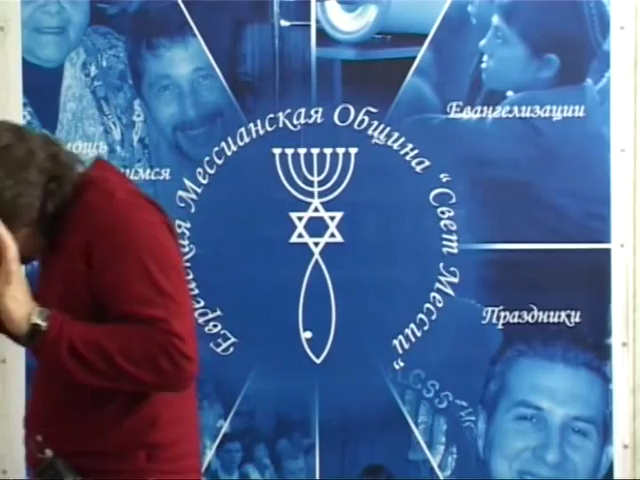 Евангелизации
Еврейская Мессианская Община "Свет Мессии"
Праздники